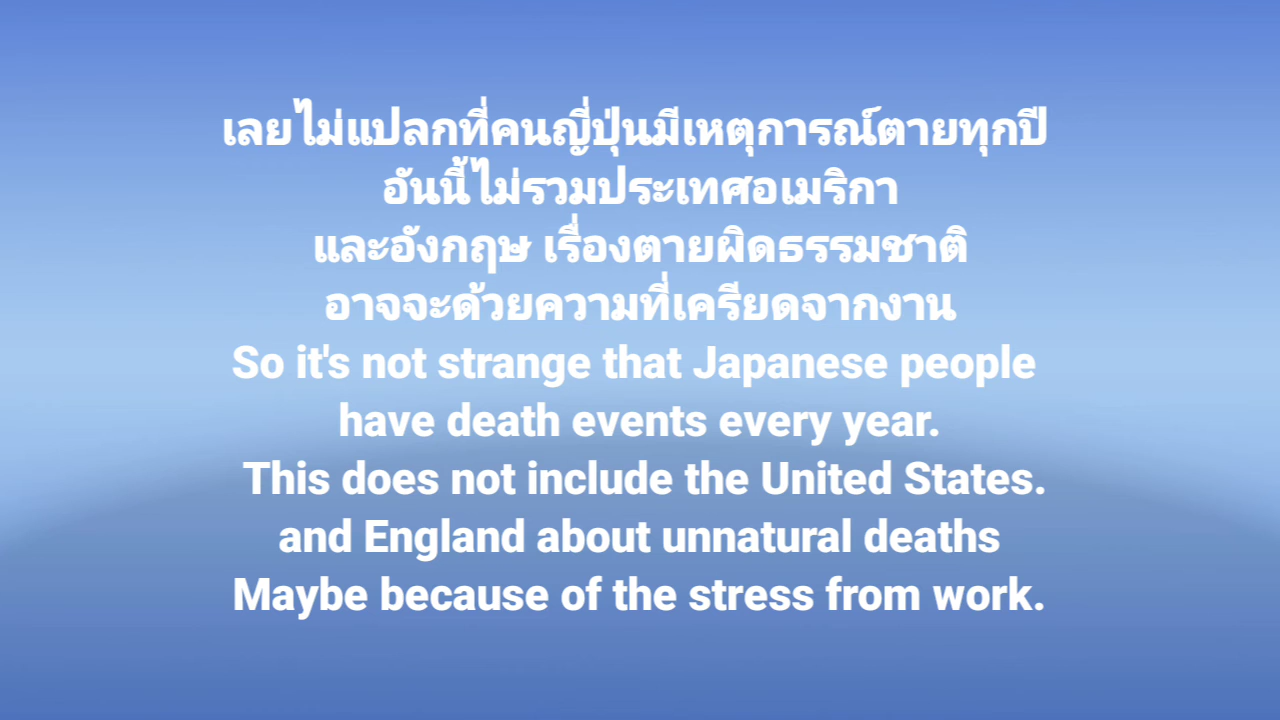 เลยไม่แปลกที่คนญี่ปุ่นมีเหตุการณ์ตายทุกปี
อันนี้ไม่รวมประเทศอเมริกา
และอังกฤษ เรื่องตายผิดธรรมชาติ
อาจจะด้วยความที่เครียดจากงาน
So it's not strange that Japanese people
have death events every year.
This does not include the United States.
and England about unnatural deaths
Maybe because of the stress from work.